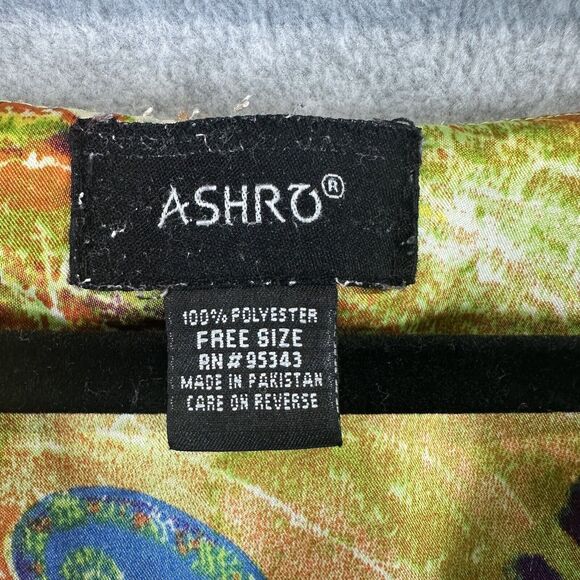 ASHRO®
100% POLYESTER
FREE SIZE
RN# 95343
MADE IN PAKISTAN
CARE ON REVERSE